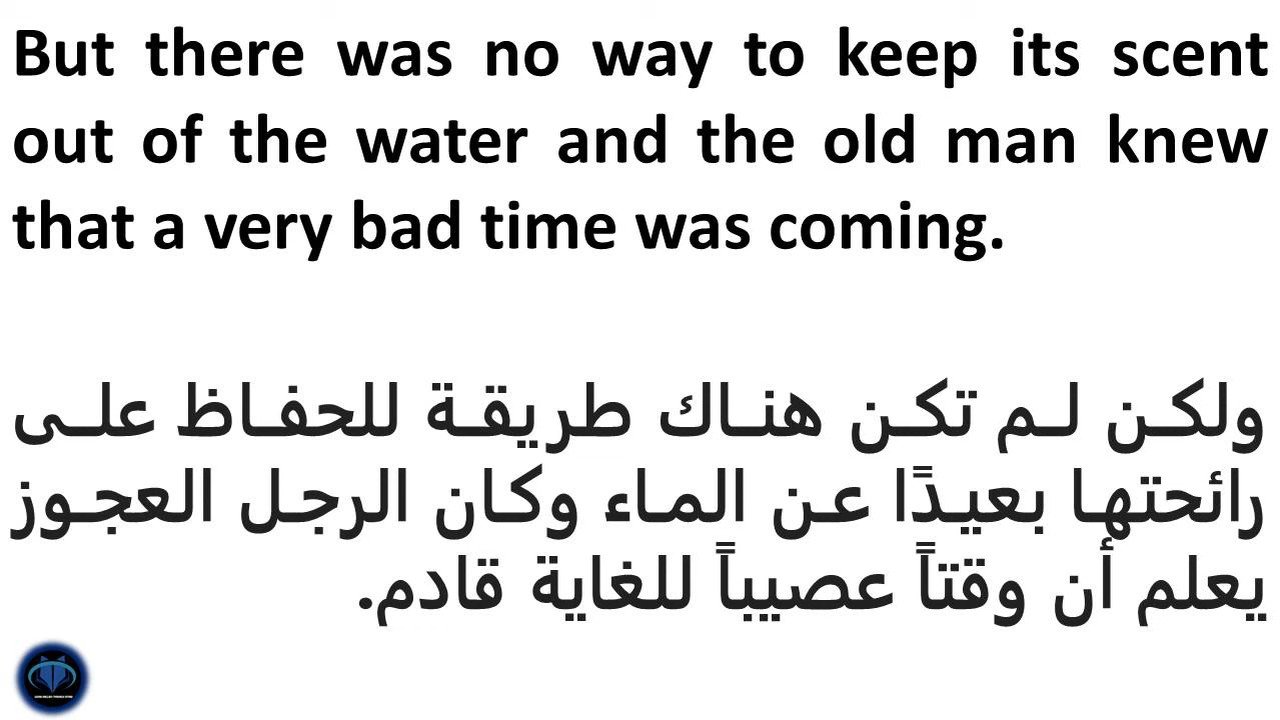 But there was no way to keep its scent
out of the water and the old man knew
that a very bad time was coming.
ولكن لم تكن هناك طريقة للحفاظ على
رائحتها بعيدًا عن الماء وكان الرجل العجوز
يعلم أن وقتاً عصيباً للغاية قادم.